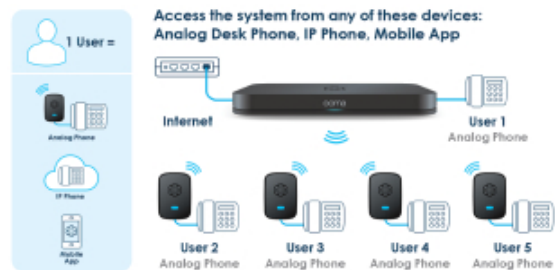 1 User =
Analog Phone
IP Phone
Mobile
App
Access the system from any of these devices:
Analog Desk Phone, IP Phone, Mobile App
Internet
ooma
User 1
Analog Phone
User 2
Analog Phone
User 3
Analog Phone
User 4
Analog Phone
User 5
Analog Phone